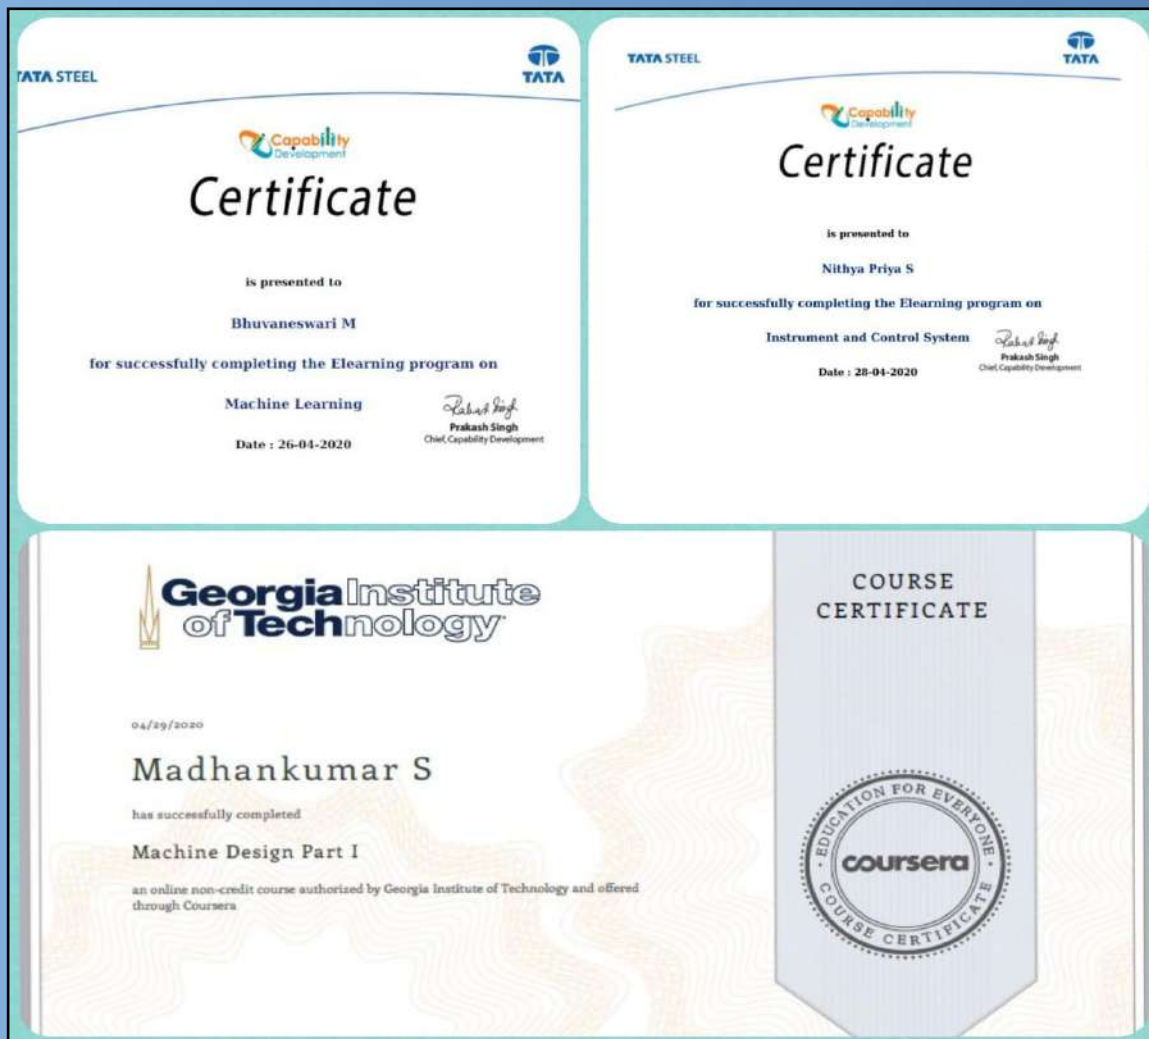 TATA STEEL
TATA
Capability
Development
Certificate
is presented to
Bhuvaneswari M
for successfully completing the Elearning program on
Machine Learning
Prakash Singh
Chief, Capability Development
Date : 26-04-2020
TATA STEEL
TATA
Capability
Development
Certificate
is presented to
Nithya Priya S
for successfully completing the Elearning program on
Instrument and Control System
Prakash Singh
Chief, Capability Development
Date : 28-04-2020
Georgia Institute
of Technology
04/29/2020
Madhankumar S
has successfully completed
Machine Design Part I
an online non-credit course authorized by Georgia Institute of Technology and offered
through Coursera
COURSE
CERTIFICATE
EDUCATION FOR EVERYONE
coursera
COURSE CERTIFICATE